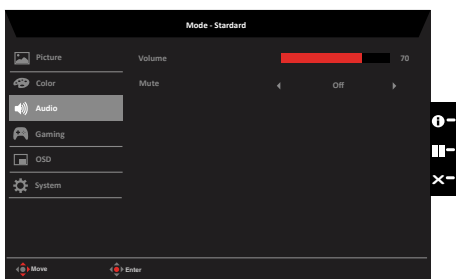 Mode - Stardard
Picture
Volume 70
Color
Mute Off
Audio
Gaming
OSD
System
Move Enter